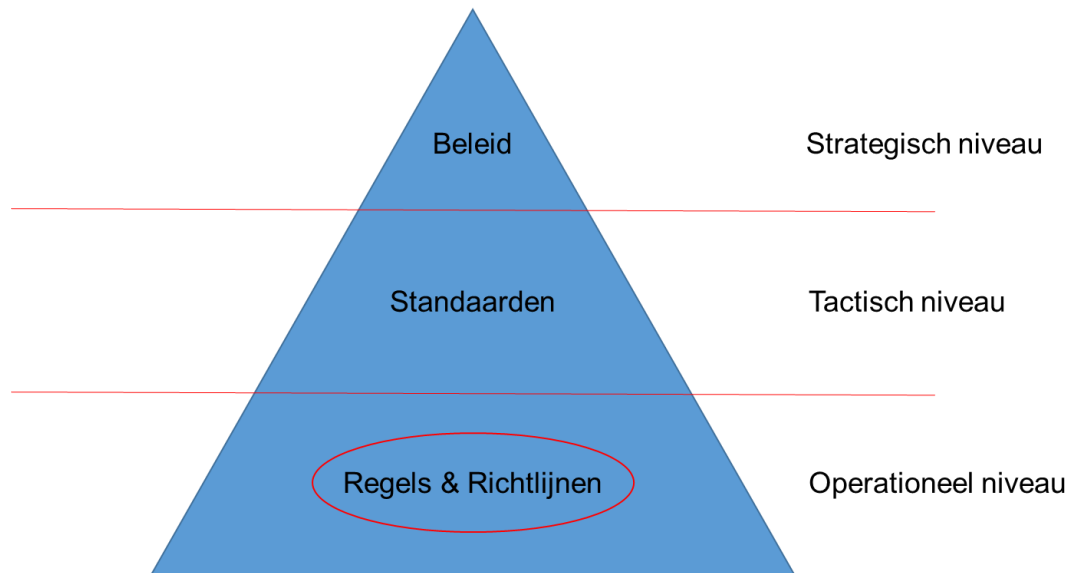 Beleid
Strategisch niveau
Standaarden
Tactisch niveau
Regels & Richtlijnen
Operationeel niveau